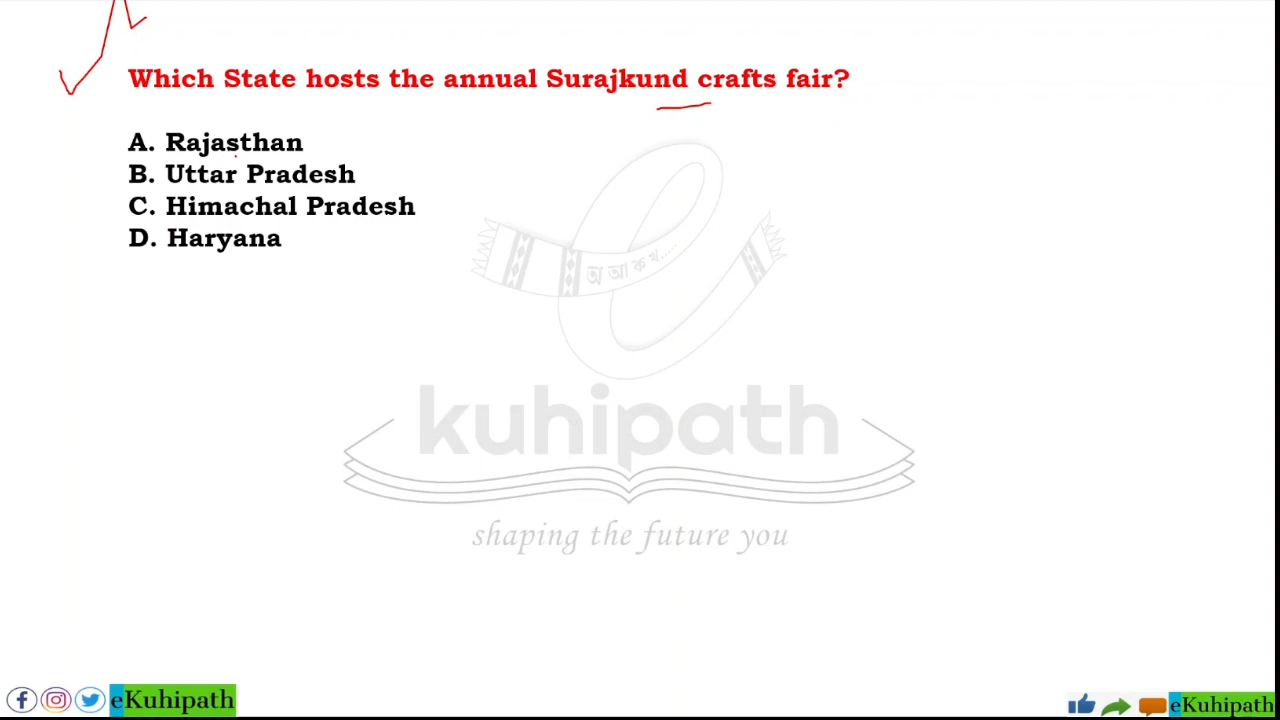 Which State hosts the annual Surajkund crafts fair?
A. Rajasthan
B. Uttar Pradesh
C. Himachal Pradesh
D. Haryana
অ আ ক খ.....
kuhipath
shaping the future you
eKuhipath
eKuhipath